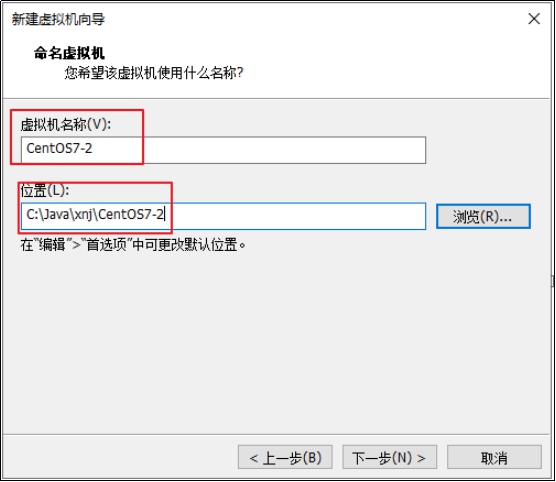 新建虚拟机向导
命名虚拟机
您希望该虚拟机使用什么名称?
虚拟机名称(V):
CentOS7-2
位置(L):
C:\Java\xnj\CentOS7-2
浏览(R)...
在"编辑">"首选项"中可更改默认位置。
< 上一步(B)
下一步(N) >
取消